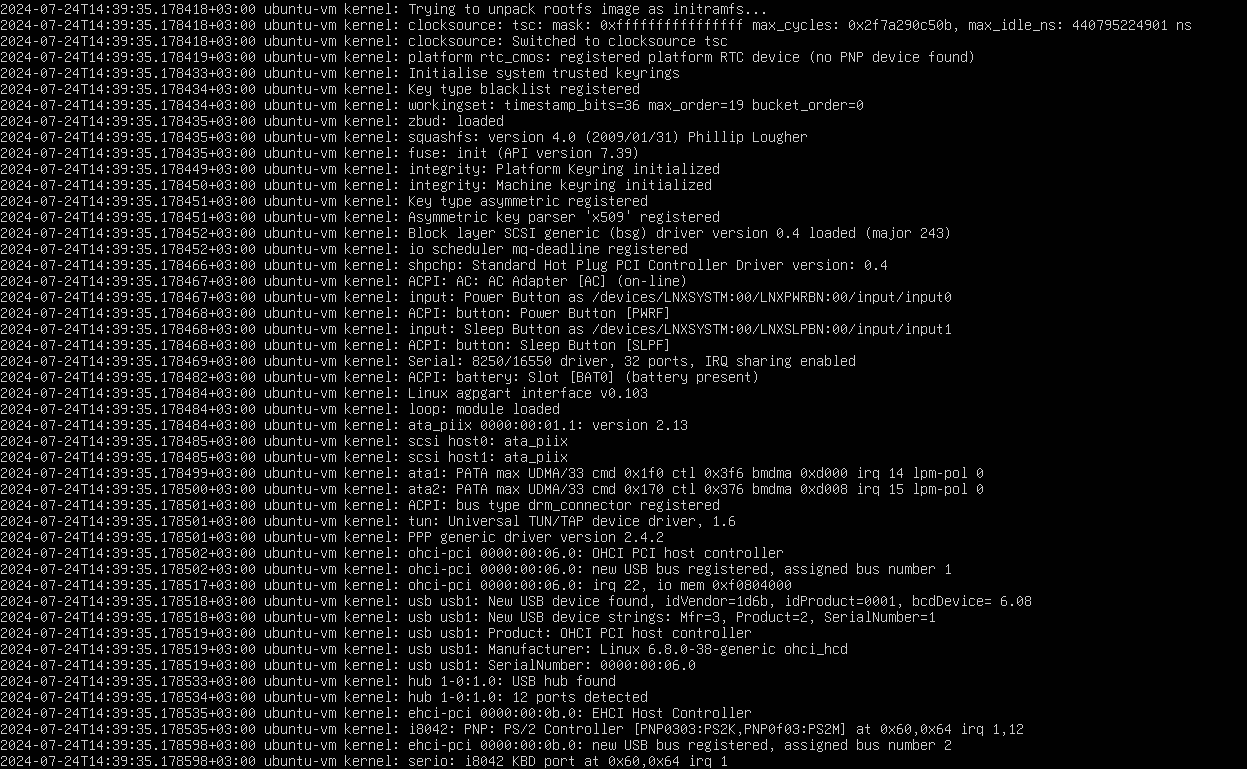 2024-07-24T14:39:35.178418+03:00 ubuntu-vm kernel: Trying to unpack rootfs image as initramfs...
2024-07-24T14:39:35.178418+03:00 ubuntu-vm kernel: clocksource: tsc: mask: 0xffffffffffffffff max_cycles: 0x2f7a290c50b, max_idle_ns: 440795224901 ns
2024-07-24T14:39:35.178418+03:00 ubuntu-vm kernel: clocksource: Switched to clocksource tsc
2024-07-24T14:39:35.178419+03:00 ubuntu-vm kernel: platform rtc_cmos: registered platform RTC device (no PNP device found)
2024-07-24T14:39:35.178433+03:00 ubuntu-vm kernel: Initialise system trusted keyrings
2024-07-24T14:39:35.178434+03:00 ubuntu-vm kernel: Key type blacklist registered
2024-07-24T14:39:35.178434+03:00 ubuntu-vm kernel: workingset: timestamp_bits=36 max_order=19 bucket_order=0
2024-07-24T14:39:35.178435+03:00 ubuntu-vm kernel: zbud: loaded
2024-07-24T14:39:35.178435+03:00 ubuntu-vm kernel: squashfs: version 4.0 (2009/01/31) Phillip Lougher
2024-07-24T14:39:35.178435+03:00 ubuntu-vm kernel: fuse: init (API version 7.39)
2024-07-24T14:39:35.178449+03:00 ubuntu-vm kernel: integrity: Platform Keyring initialized
2024-07-24T14:39:35.178450+03:00 ubuntu-vm kernel: integrity: Machine keyring initialized
2024-07-24T14:39:35.178451+03:00 ubuntu-vm kernel: Key type asymmetric registered
2024-07-24T14:39:35.178451+03:00 ubuntu-vm kernel: Asymmetric key parser 'x509' registered
2024-07-24T14:39:35.178452+03:00 ubuntu-vm kernel: Block layer SCSI generic (bsg) driver version 0.4 loaded (major 243)
2024-07-24T14:39:35.178452+03:00 ubuntu-vm kernel: io scheduler mq-deadline registered
2024-07-24T14:39:35.178466+03:00 ubuntu-vm kernel: shpchp: Standard Hot Plug PCI Controller Driver version: 0.4
2024-07-24T14:39:35.178467+03:00 ubuntu-vm kernel: ACPI: AC: AC Adapter [AC] (on-line)
2024-07-24T14:39:35.178467+03:00 ubuntu-vm kernel: input: Power Button as /devices/LNXSYSTM:00/LNXPWRBN:00/input/input0
2024-07-24T14:39:35.178468+03:00 ubuntu-vm kernel: ACPI: button: Power Button [PWRF]
2024-07-24T14:39:35.178468+03:00 ubuntu-vm kernel: input: Sleep Button as /devices/LNXSYSTM:00/LNXSLPBN:00/input/input1
2024-07-24T14:39:35.178468+03:00 ubuntu-vm kernel: ACPI: button: Sleep Button [SLPF]
2024-07-24T14:39:35.178469+03:00 ubuntu-vm kernel: Serial: 8250/16550 driver, 32 ports, IRQ sharing enabled
2024-07-24T14:39:35.178482+03:00 ubuntu-vm kernel: ACPI: battery: Slot [BAT0] (battery present)
2024-07-24T14:39:35.178484+03:00 ubuntu-vm kernel: Linux agpgart interface v0.103
2024-07-24T14:39:35.178484+03:00 ubuntu-vm kernel: loop: module loaded
2024-07-24T14:39:35.178484+03:00 ubuntu-vm kernel: ata_piix 0000:00:01.1: version 2.13
2024-07-24T14:39:35.178485+03:00 ubuntu-vm kernel: scsi host0: ata_piix
2024-07-24T14:39:35.178485+03:00 ubuntu-vm kernel: scsi host1: ata_piix
2024-07-24T14:39:35.178499+03:00 ubuntu-vm kernel: ata1: PATA max UDMA/33 cmd 0x1f0 ctl 0x3f6 bmdma 0xd000 irq 14 lpm-pol 0
2024-07-24T14:39:35.178500+03:00 ubuntu-vm kernel: ata2: PATA max UDMA/33 cmd 0x170 ctl 0x376 bmdma 0xd008 irq 15 lpm-pol 0
2024-07-24T14:39:35.178501+03:00 ubuntu-vm kernel: ACPI: bus type drm_connector registered
2024-07-24T14:39:35.178501+03:00 ubuntu-vm kernel: tun: Universal TUN/TAP device driver, 1.6
2024-07-24T14:39:35.178501+03:00 ubuntu-vm kernel: PPP generic driver version 2.4.2
2024-07-24T14:39:35.178502+03:00 ubuntu-vm kernel: ohci-pci 0000:00:06.0: OHCI PCI host controller
2024-07-24T14:39:35.178502+03:00 ubuntu-vm kernel: ohci-pci 0000:00:06.0: new USB bus registered, assigned bus number 1
2024-07-24T14:39:35.178517+03:00 ubuntu-vm kernel: ohci-pci 0000:00:06.0: irq 22, io mem 0xf0804000
2024-07-24T14:39:35.178518+03:00 ubuntu-vm kernel: usb usb1: New USB device found, idVendor=1d6b, idProduct=0001, bcdDevice= 6.08
2024-07-24T14:39:35.178518+03:00 ubuntu-vm kernel: usb usb1: New USB device strings: Mfr=3, Product=2, SerialNumber=1
2024-07-24T14:39:35.178519+03:00 ubuntu-vm kernel: usb usb1: Product: OHCI PCI host controller
2024-07-24T14:39:35.178519+03:00 ubuntu-vm kernel: usb usb1: Manufacturer: Linux 6.8.0-38-generic ohci_hcd
2024-07-24T14:39:35.178519+03:00 ubuntu-vm kernel: usb usb1: SerialNumber: 0000:00:06.0
2024-07-24T14:39:35.178533+03:00 ubuntu-vm kernel: hub 1-0:1.0: USB hub found
2024-07-24T14:39:35.178534+03:00 ubuntu-vm kernel: hub 1-0:1.0: 12 ports detected
2024-07-24T14:39:35.178535+03:00 ubuntu-vm kernel: ehci-pci 0000:00:0b.0: EHCI Host Controller
2024-07-24T14:39:35.178535+03:00 ubuntu-vm kernel: i8042: PNP: PS/2 Controller [PNP0303:PS2K,PNP0f03:PS2M] at 0x60,0x64 irq 1,12
2024-07-24T14:39:35.178598+03:00 ubuntu-vm kernel: ehci-pci 0000:00:0b.0: new USB bus registered, assigned bus number 2
2024-07-24T14:39:35.178598+03:00 ubuntu-vm kernel: serio: i8042 KBD port at 0x60,0x64 irq 1